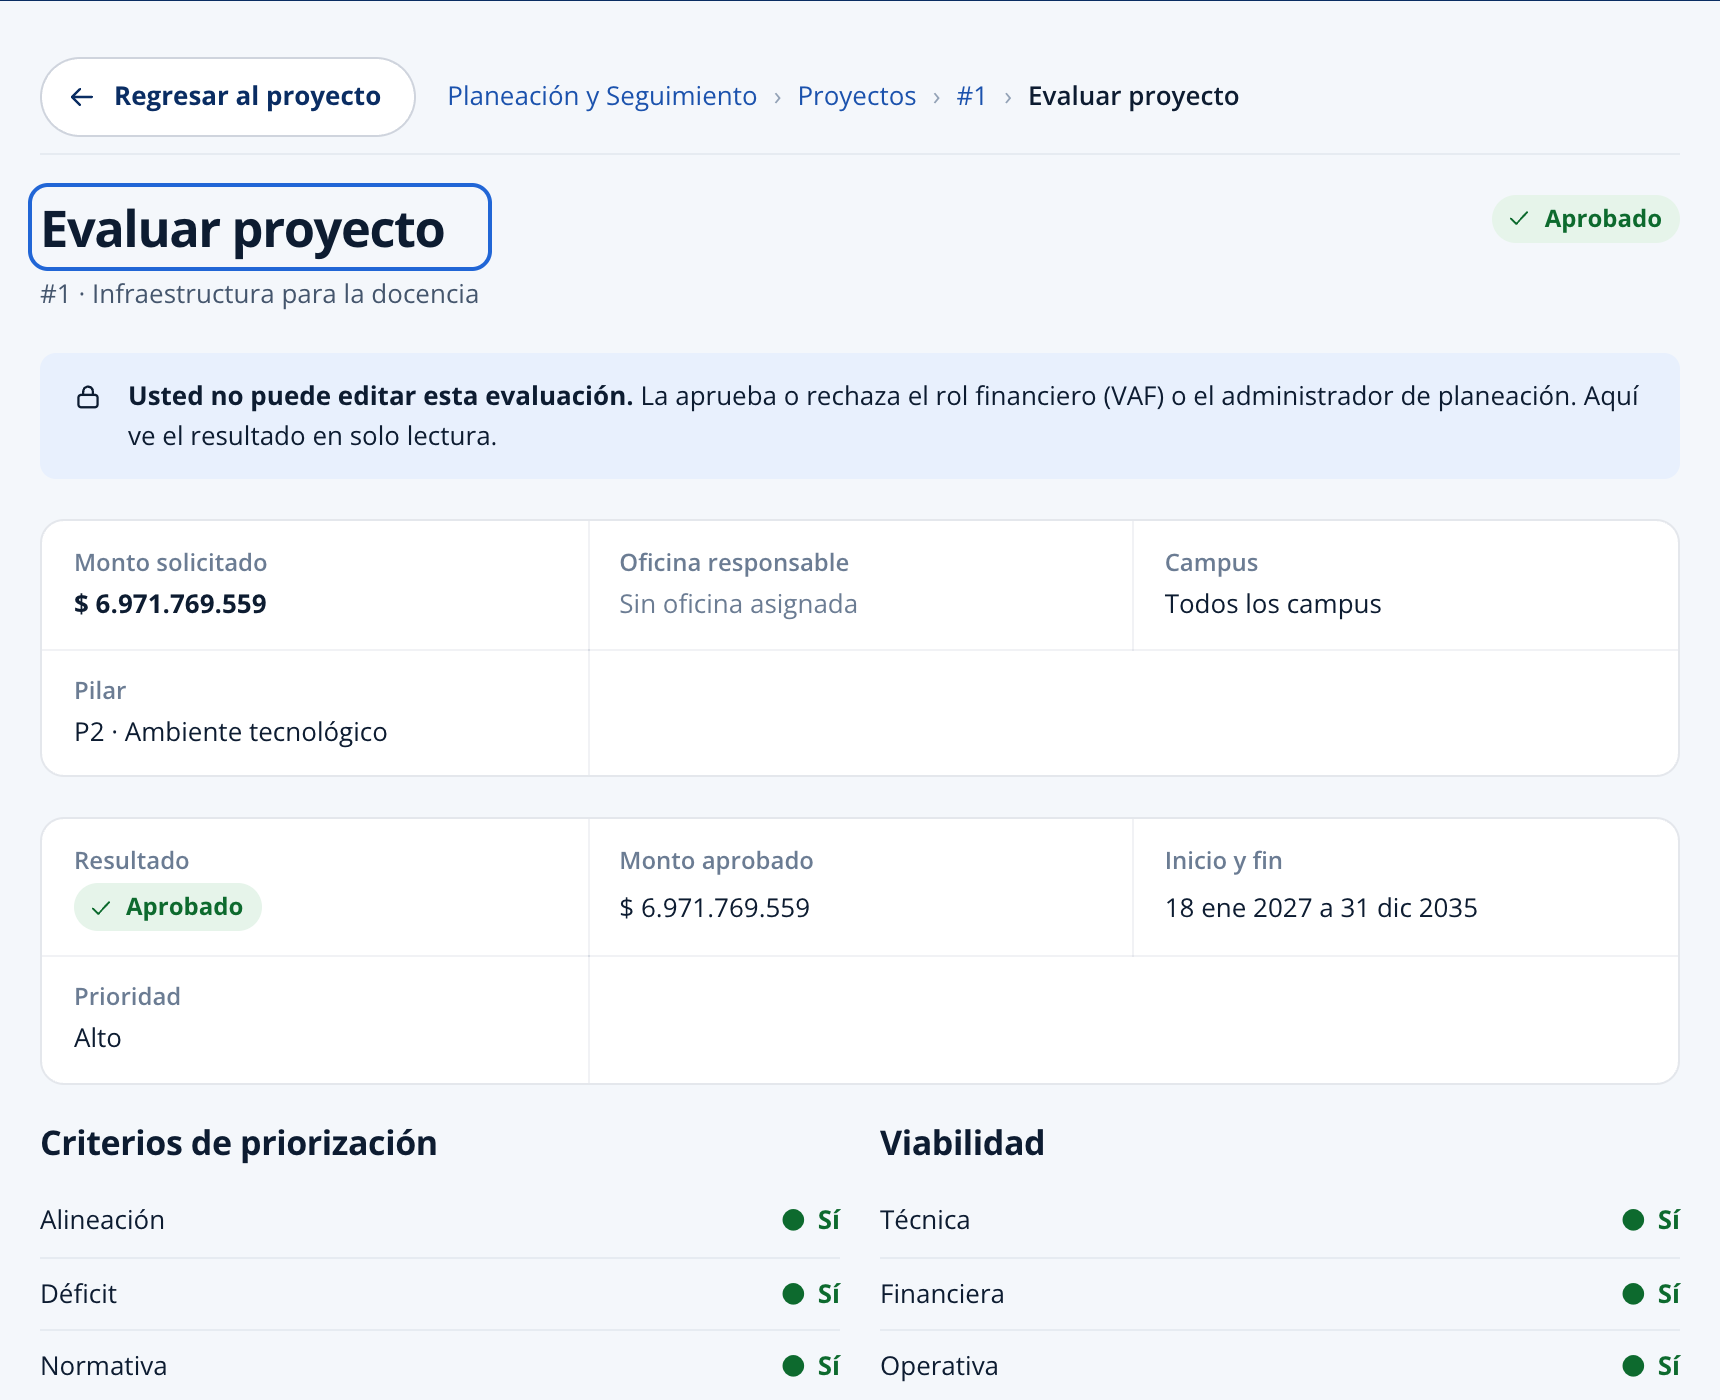 Regresar al proyecto
Planeación y Seguimiento › Proyectos › #1 › Evaluar proyecto
Evaluar proyecto
Aprobado
#1 · Infraestructura para la docencia
Usted no puede editar esta evaluación. La aprueba o rechaza el rol financiero (VAF) o el administrador de planeación. Aquí
ve el resultado en solo lectura.
Monto solicitado
$ 6.971.769.559
Oficina responsable
Sin oficina asignada
Campus
Todos los campus
Pilar
P2 · Ambiente tecnológico
Resultado
Aprobado
Monto aprobado
$ 6.971.769.559
Inicio y fin
18 ene 2027 a 31 dic 2035
Prioridad
Alto
Criterios de priorización
Alineación Sí
Déficit Sí
Normativa Sí
Viabilidad
Técnica Sí
Financiera Sí
Operativa Sí